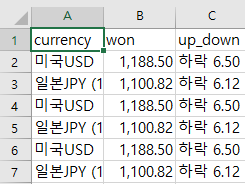 A B C
1 currency won up_down
2 미국USD 1,188.50 하락 6.50
3 일본JPY (1 1,100.82 하락 6.12
4 미국USD 1,188.50 하락 6.50
5 일본JPY (1 1,100.82 하락 6.12
6 미국USD 1,188.50 하락 6.50
7 일본JPY (1 1,100.82 하락 6.12